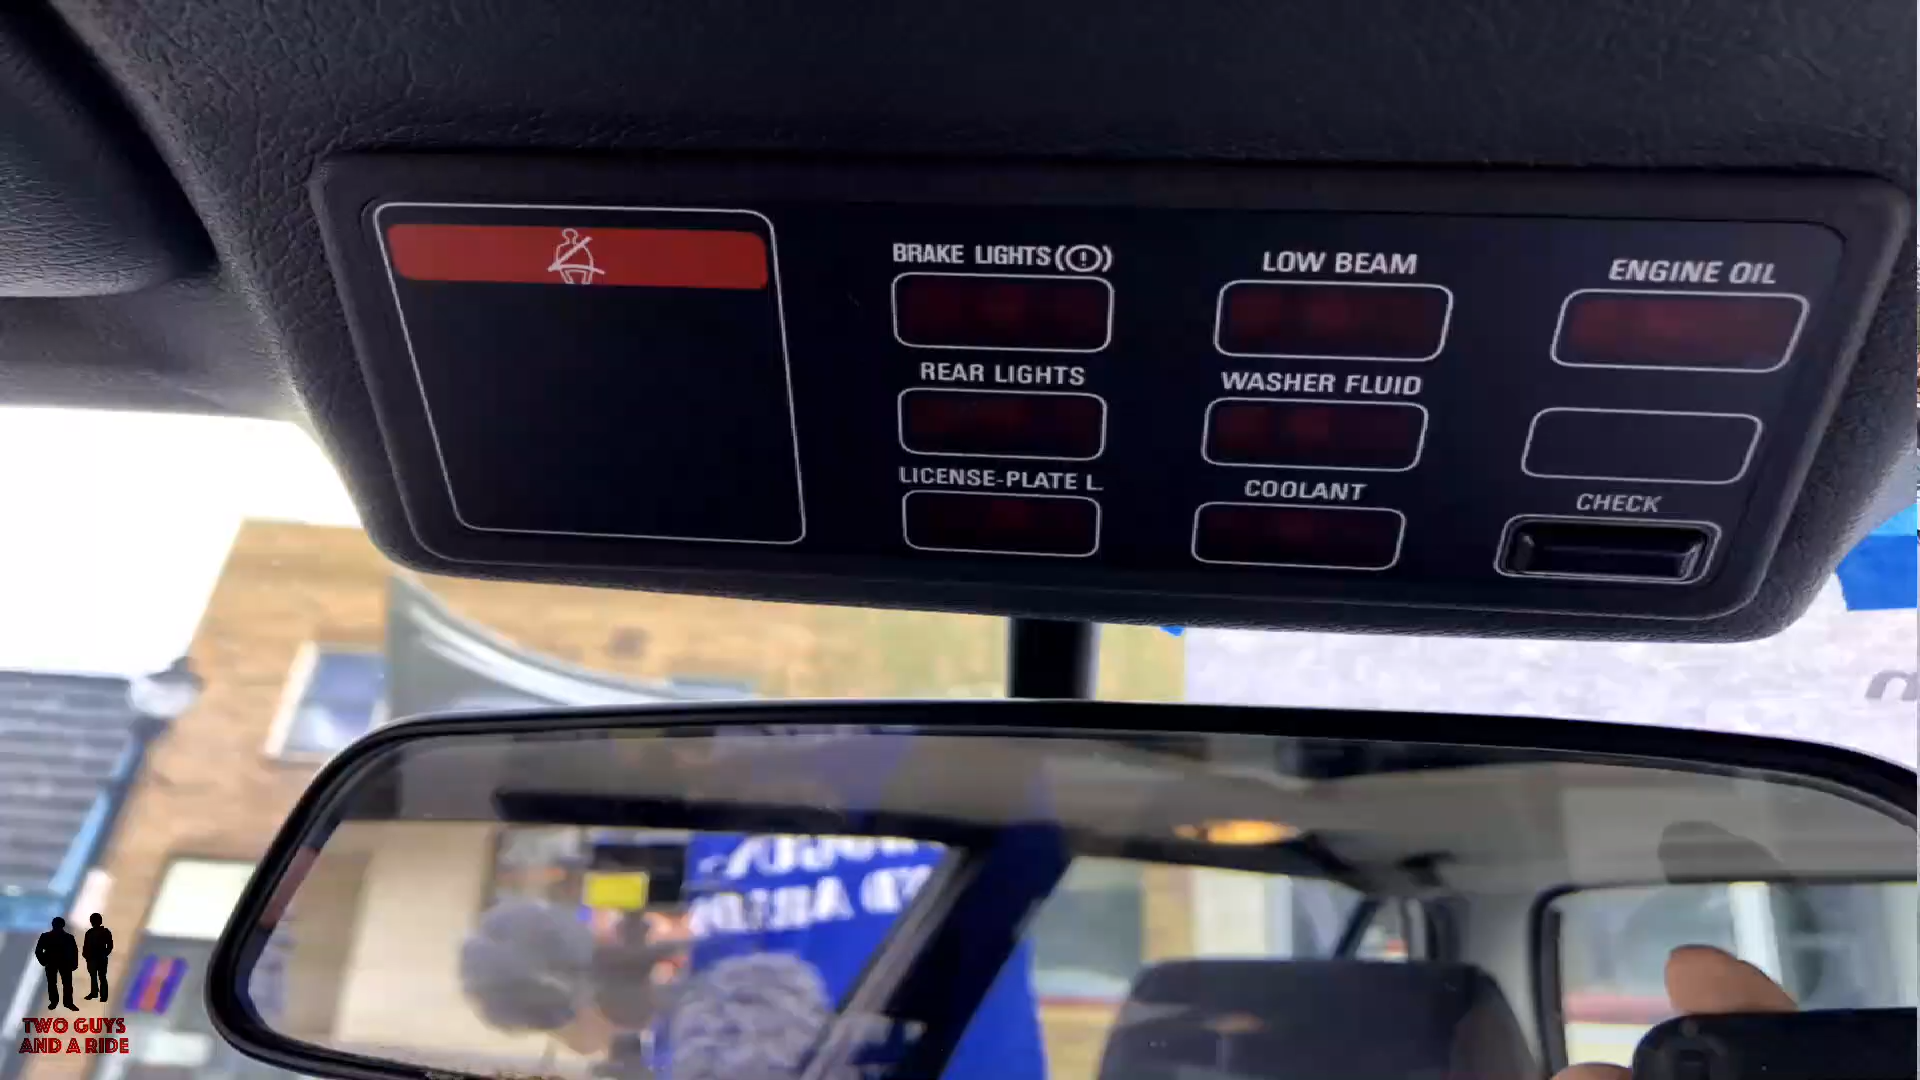 BRAKE LIGHTS(!)
LOW BEAM
ENGINE OIL
REAR LIGHTS
WASHER FLUID
LICENSE-PLATE L.
COOLANT
CHECK
TWO GUYS
AND A RIDE